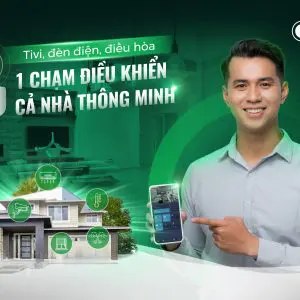 Tivi, đèn điện, điều hòa
1 CHẠM ĐIỀU KHIỂN
CẢ NHÀ THÔNG MINH